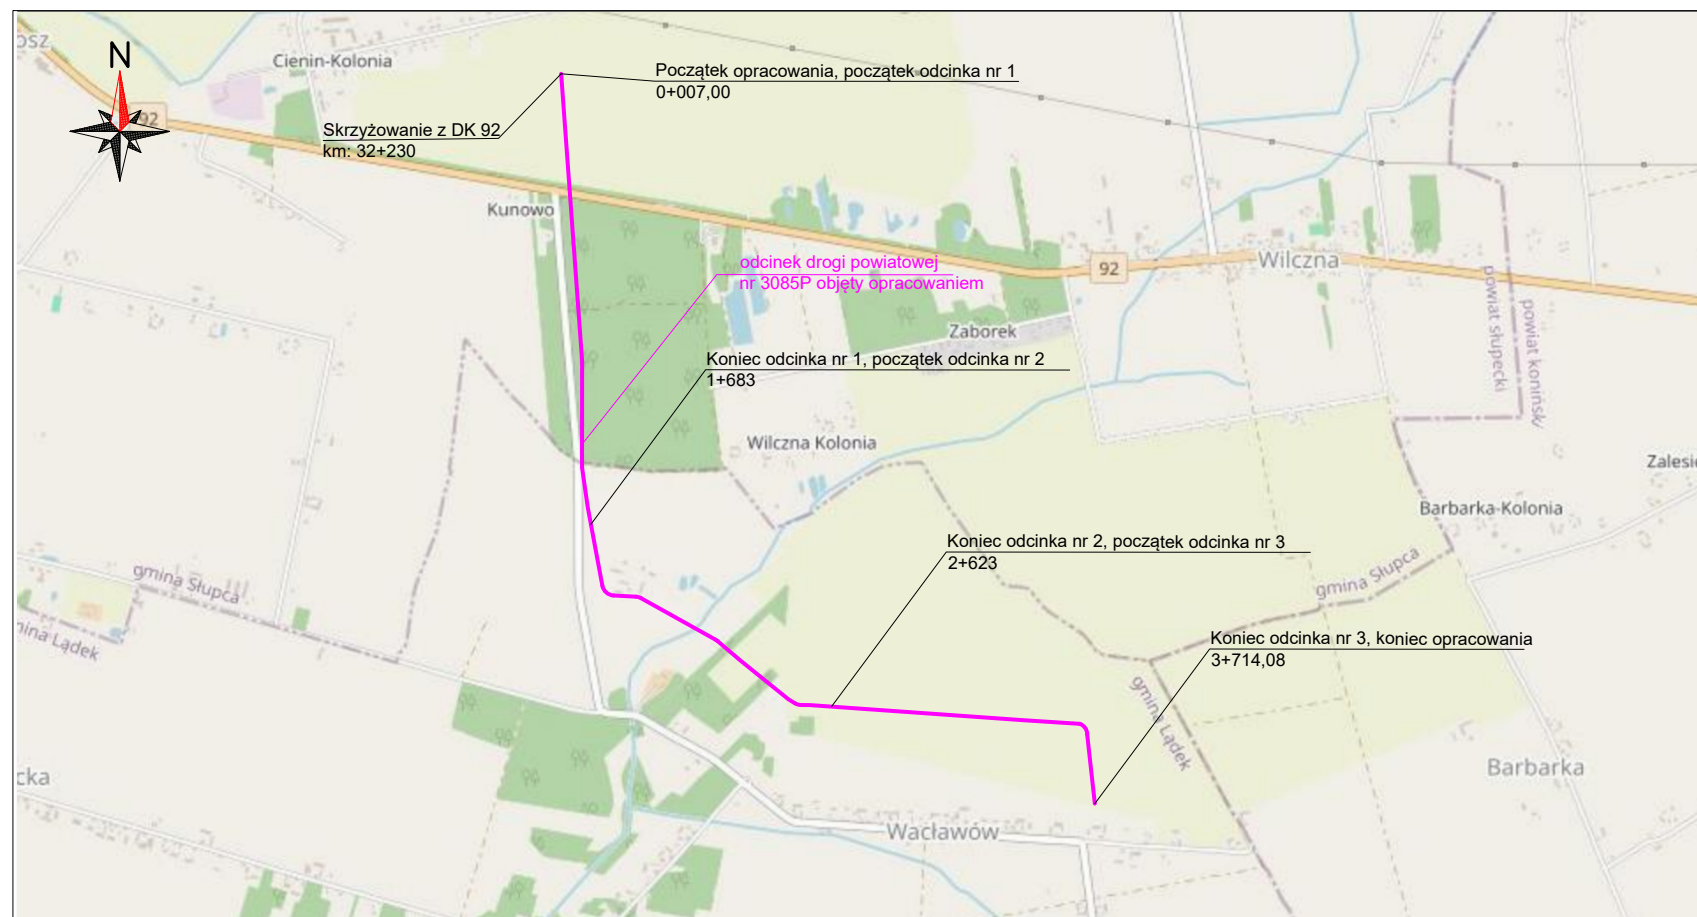 osz
N
Cienin-Kolonia
Początek opracowania, początek odcinka nr 1
0+007,00
92
Skrzyżowanie z DK 92
km: 32+230
Kunowo
odcinek drogi powiatowej
nr 3085P objęty opracowaniem
92
Wilczna
powiat słupecki
powiat koniński
Zaborek
Koniec odcinka nr 1, początek odcinka nr 2
1+683
Wilczna Kolonia
Zalesie
Barbarka-Kolonia
Koniec odcinka nr 2, początek odcinka nr 3
2+623
gmina Słupca
gmina Słupca
gmina Lądek
Koniec odcinka nr 3, koniec opracowania
3+714,08
gmina Lądek
cka
Barbarka
Wacławów